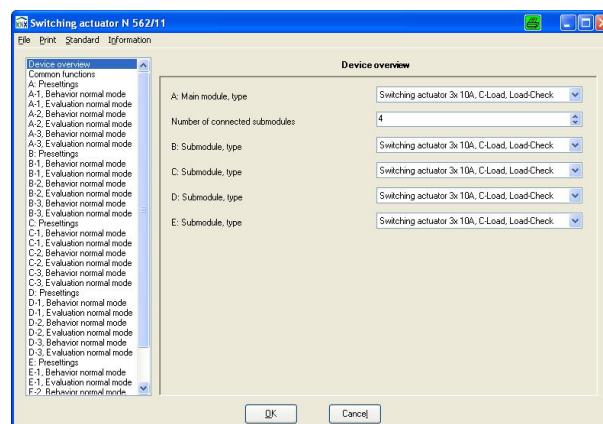 Switching actuator N 562/11
File Print Standard Information
Device overview
Common functions
A: Presettings
A-1, Behavior normal mode
A-1, Evaluation normal mode
A-2, Behavior normal mode
A-2, Evaluation normal mode
A-3, Behavior normal mode
A-3, Evaluation normal mode
B: Presettings
B-1, Behavior normal mode
B-1, Evaluation normal mode
B-2, Behavior normal mode
B-2, Evaluation normal mode
B-3, Behavior normal mode
B-3, Evaluation normal mode
C: Presettings
C-1, Behavior normal mode
C-1, Evaluation normal mode
C-2, Behavior normal mode
C-2, Evaluation normal mode
C-3, Behavior normal mode
C-3, Evaluation normal mode
D: Presettings
D-1, Behavior normal mode
D-1, Evaluation normal mode
D-2, Behavior normal mode
D-2, Evaluation normal mode
D-3, Behavior normal mode
D-3, Evaluation normal mode
E: Presettings
E-1, Behavior normal mode
E-1, Evaluation normal mode
E-2, Behavior normal mode
Device overview
A: Main module, type Switching actuator 3x 10A, C-Load, Load-Check
Number of connected submodules 4
B: Submodule, type Switching actuator 3x 10A, C-Load, Load-Check
C: Submodule, type Switching actuator 3x 10A, C-Load, Load-Check
D: Submodule, type Switching actuator 3x 10A, C-Load, Load-Check
E: Submodule, type Switching actuator 3x 10A, C-Load, Load-Check
OK Cancel